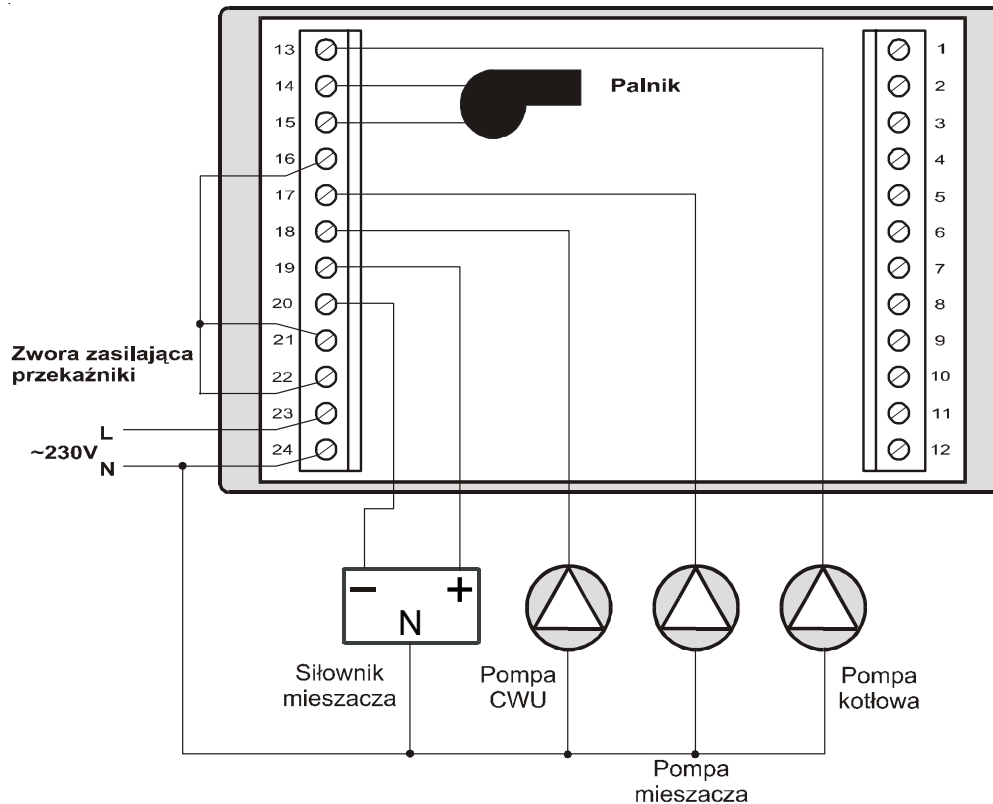 13
14
15
16
17
18
19
20
21
22
23
24
1
2
3
4
5
6
7
8
9
10
11
12
Palnik
Zwora zasilająca
przekaźniki
L
~230V
N
−
+
N
Siłownik
mieszacza
Pompa
CWU
Pompa
mieszacza
Pompa
kotłowa